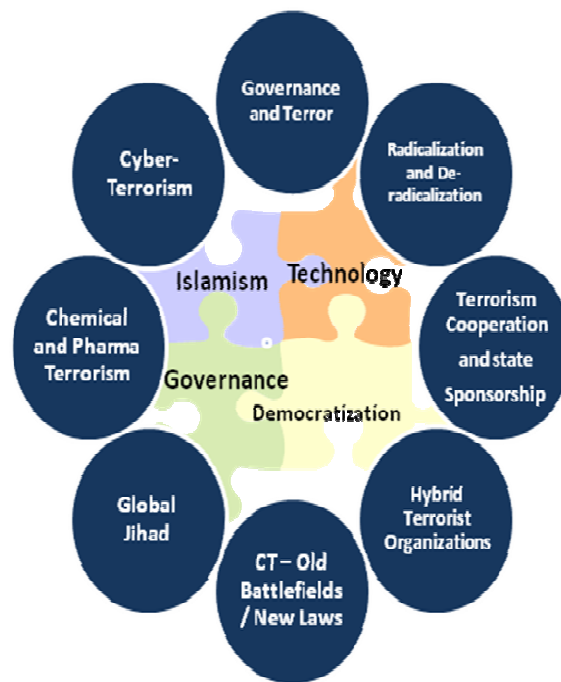 Governance
and Terror
Cyber-
Terrorism
Radicalization
and De-
radicalization
Islamism
Technology
Chemical
and Pharma
Terrorism
Terrorism
Cooperation
and state
Sponsorship
Governance
Democratization
Global
Jihad
Hybrid
Terrorist
Organizations
CT – Old
Battlefields
/ New Laws